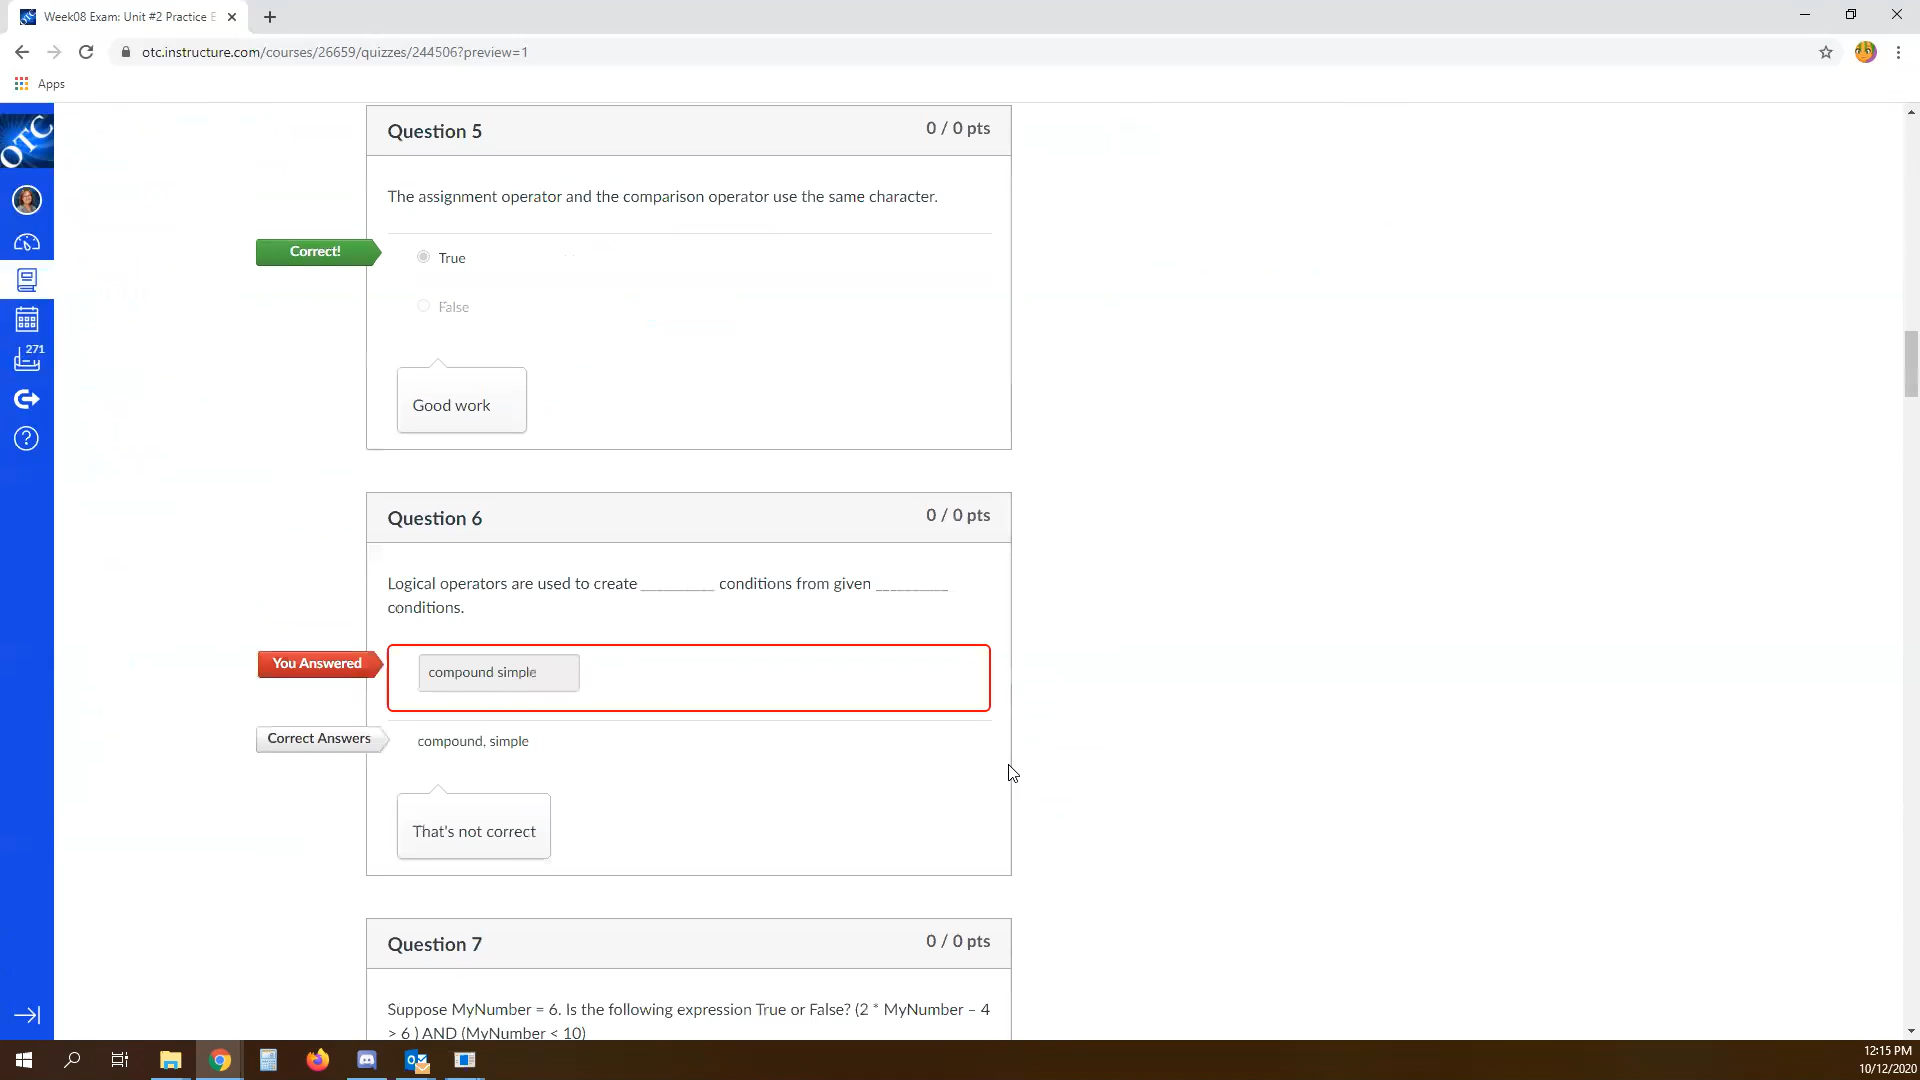 Week08 Exam: Unit #2 Practice E
otc.instructure.com/courses/26659/quizzes/244506?preview=1
Apps
OTC
271
Question 5
0 / 0 pts
The assignment operator and the comparison operator use the same character.
Correct!
True
False
Good work
Question 6
0 / 0 pts
Logical operators are used to create _________ conditions from given _________
conditions.
You Answered
compound simple
Correct Answers
compound, simple
That's not correct
Question 7
0 / 0 pts
Suppose MyNumber = 6. Is the following expression True or False? (2 * MyNumber – 4
> 6 ) AND (MyNumber < 10)
12:15 PM
10/12/2020